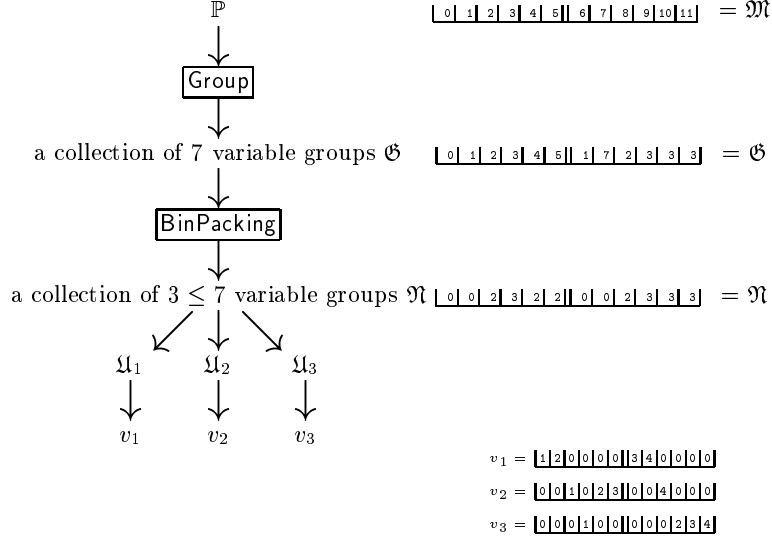 ℙ | 0| 1| 2| 3| 4| 5|| 6| 7| 8| 9|10|11| = 𝔐
Group
a collection of 7 variable groups 𝔊 | 0| 1| 2| 3| 4| 5|| 1| 7| 2| 3| 3| 3| = 𝔊
BinPacking
a collection of 3 ≤ 7 variable groups 𝔑 | 0| 0| 2| 3| 2| 2|| 0| 0| 2| 3| 3| 3| = 𝔑
𝔘₁ 𝔘₂ 𝔘₃
v₁ v₂ v₃
v₁ = |1|2|0|0|0|0||3|4|0|0|0|0|
v₂ = |0|0|1|0|2|3||0|0|4|0|0|0|
v₃ = |0|0|0|1|0|0||0|0|0|2|3|4|